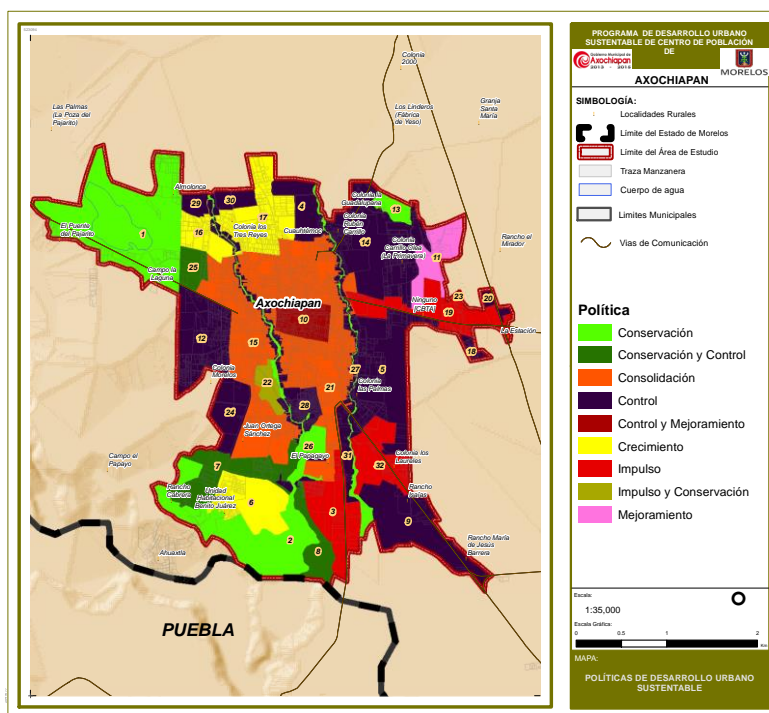 Colonia
2000
Las Palmas
(La Poza del
Pajarito)
Los Linderos
(Fábrica
de Yeso)
Granja
Santa
María
Almolonca
29
30
17
4
Colonia la
Guadalupana
13
1
El Puente
del Pajarito
16
Colonia los
Tres Reyes
Cuauhtémoc
Colonia
Rubén
Carrillo
14
Colonia
Carrillo Olea
(La Primavera)
11
Rancho el
Mirador
25
Campo la
Laguna
Axochiapan
Ninguno
[CBTA]
23
20
19
10
La Estación
12
15
18
Colonia
Morelos
22
21
27
5
Colonia
las Palmas
24
28
Juan Ortega
Sánchez
26
El Papagayo
31
Colonia los
Laureles
32
Campo el
Papayo
7
Rancho
Cabrera
Unidad
Habitacional
Benito Juárez
6
3
Rancho
9
2
8
Rancho María
de Jesús
Barrera
Ahuaxtla
PUEBLA
PROGRAMA DE DESARROLLO URBANO
SUSTENTABLE DE CENTRO DE POBLACIÓN
DE
Gobierno Municipal de
Axochiapan
2013 - 2015
MORELOS
AXOCHIAPAN
SIMBOLOGÍA:
Localidades Rurales
Límite del Estado de Morelos
Límite del Área de Estudio
Traza Manzanera
Cuerpo de agua
Limites Municipales
Vias de Comunicación
Política
Conservación
Conservación y Control
Consolidación
Control
Control y Mejoramiento
Crecimiento
Impulso
Impulso y Conservación
Mejoramiento
Escala:
1:35,000
Escala Gráfica:
0 0.5 1 2
Km
MAPA:
POLÍTICAS DE DESARROLLO URBANO
SUSTENTABLE